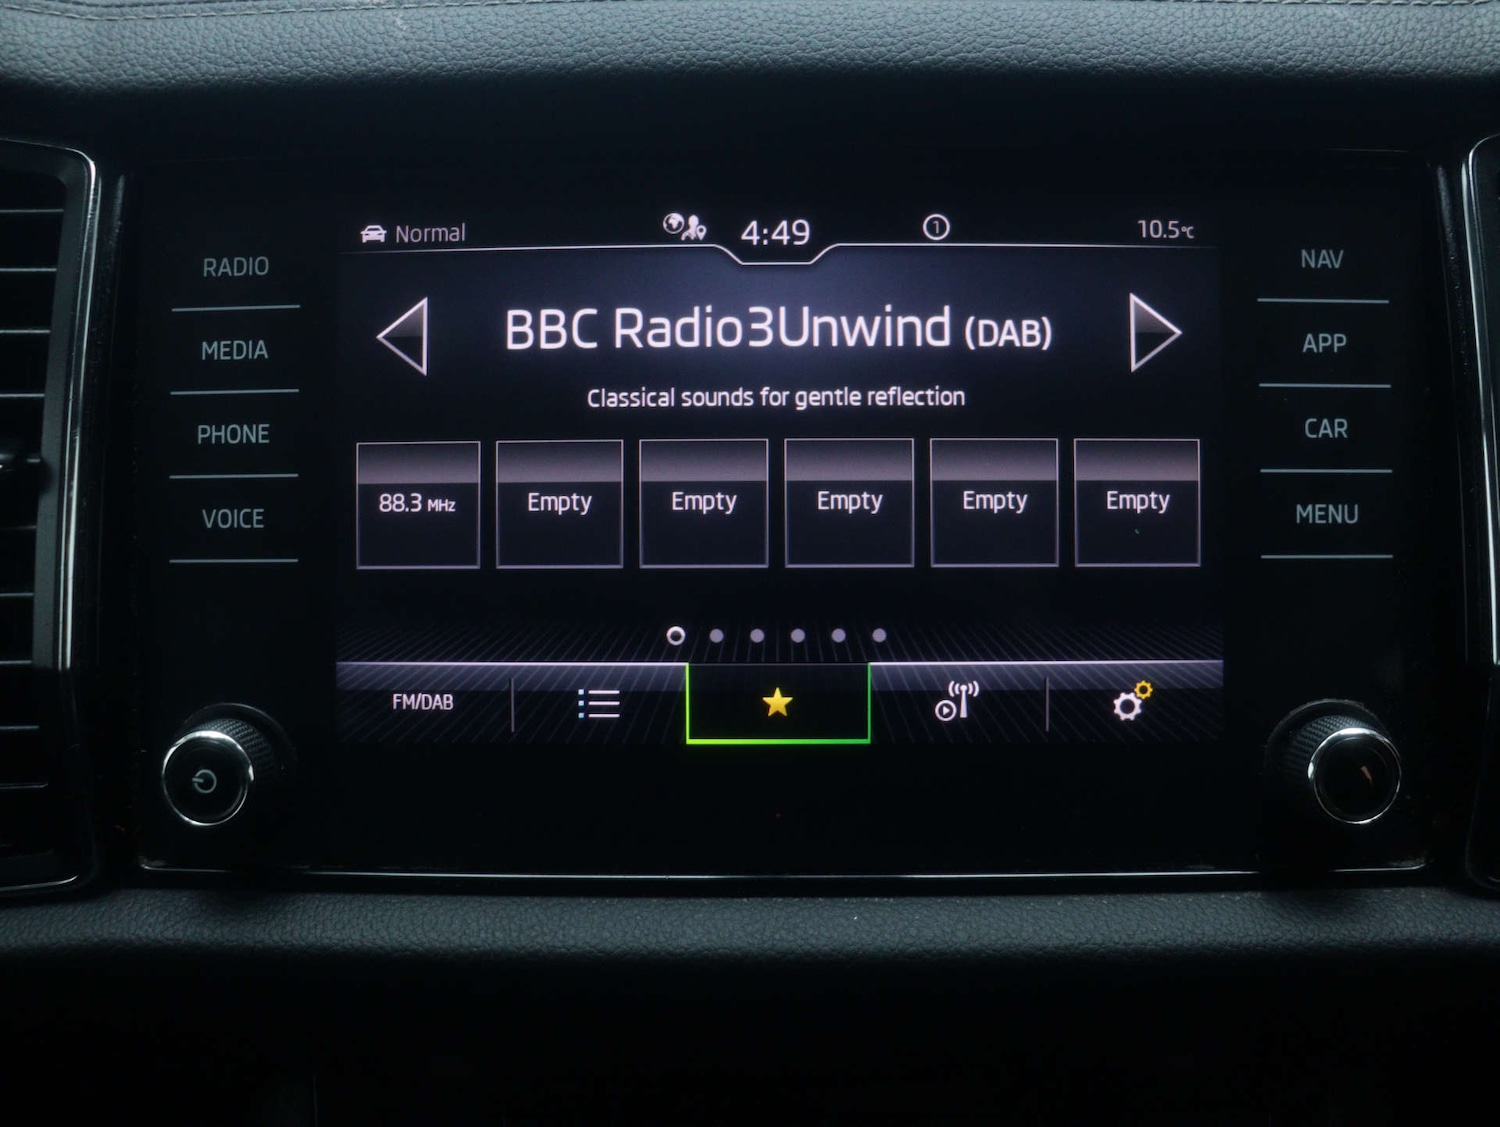 Normal
4:49
1
10.5°C
RADIO
MEDIA
PHONE
VOICE
BBC Radio3Unwind (DAB)
Classical sounds for gentle reflection
88.3 MHz
Empty
Empty
Empty
Empty
Empty
FM/DAB
NAV
APP
CAR
MENU